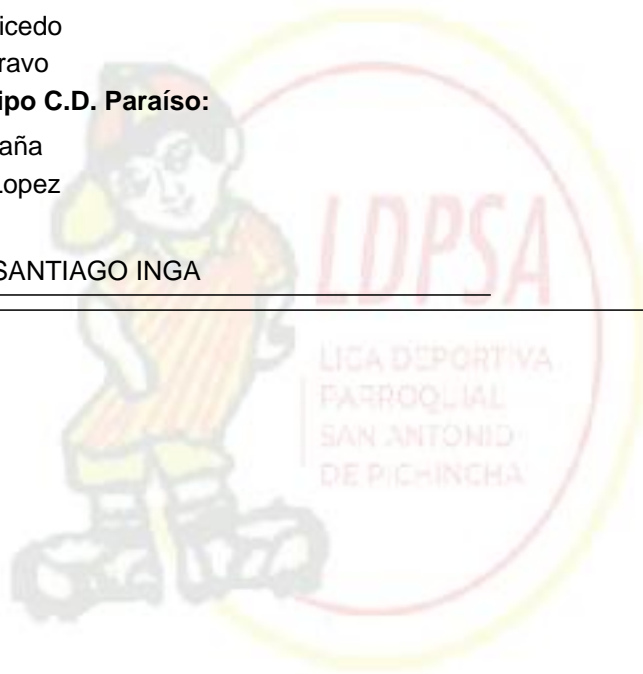 icedo
ravo
ipo C.D. Paraíso:
aña
Lopez
SANTIAGO INGA
LDPSA
LIGA DEPORTIVA
PARROQUIAL
SAN ANTONIO
DE PICHINCHA